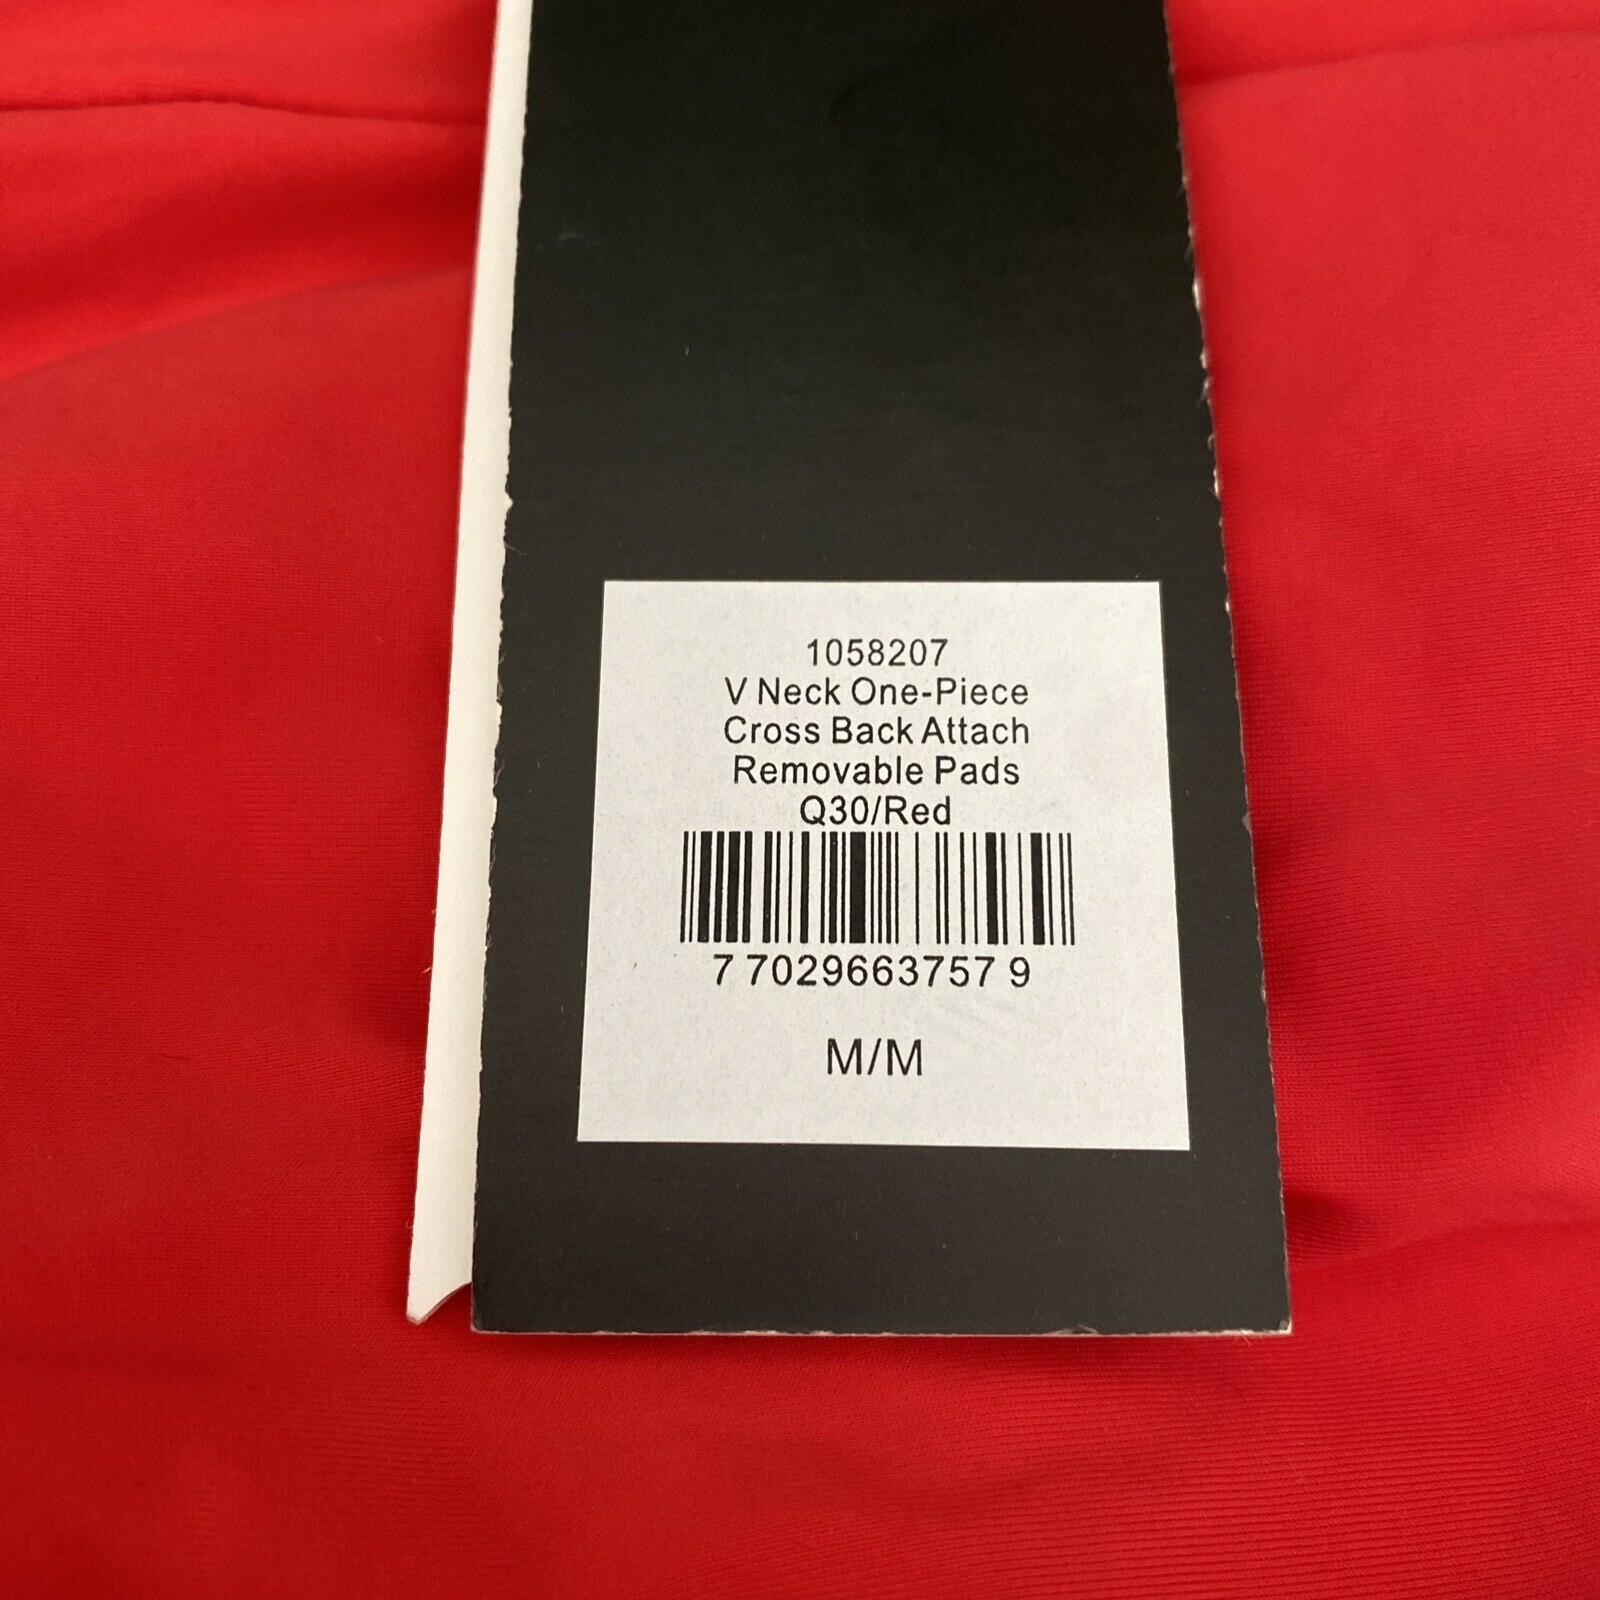 1058207
V Neck One-Piece
Cross Back Attach
Removable Pads
Q30/Red
7 7029663757 9
M/M